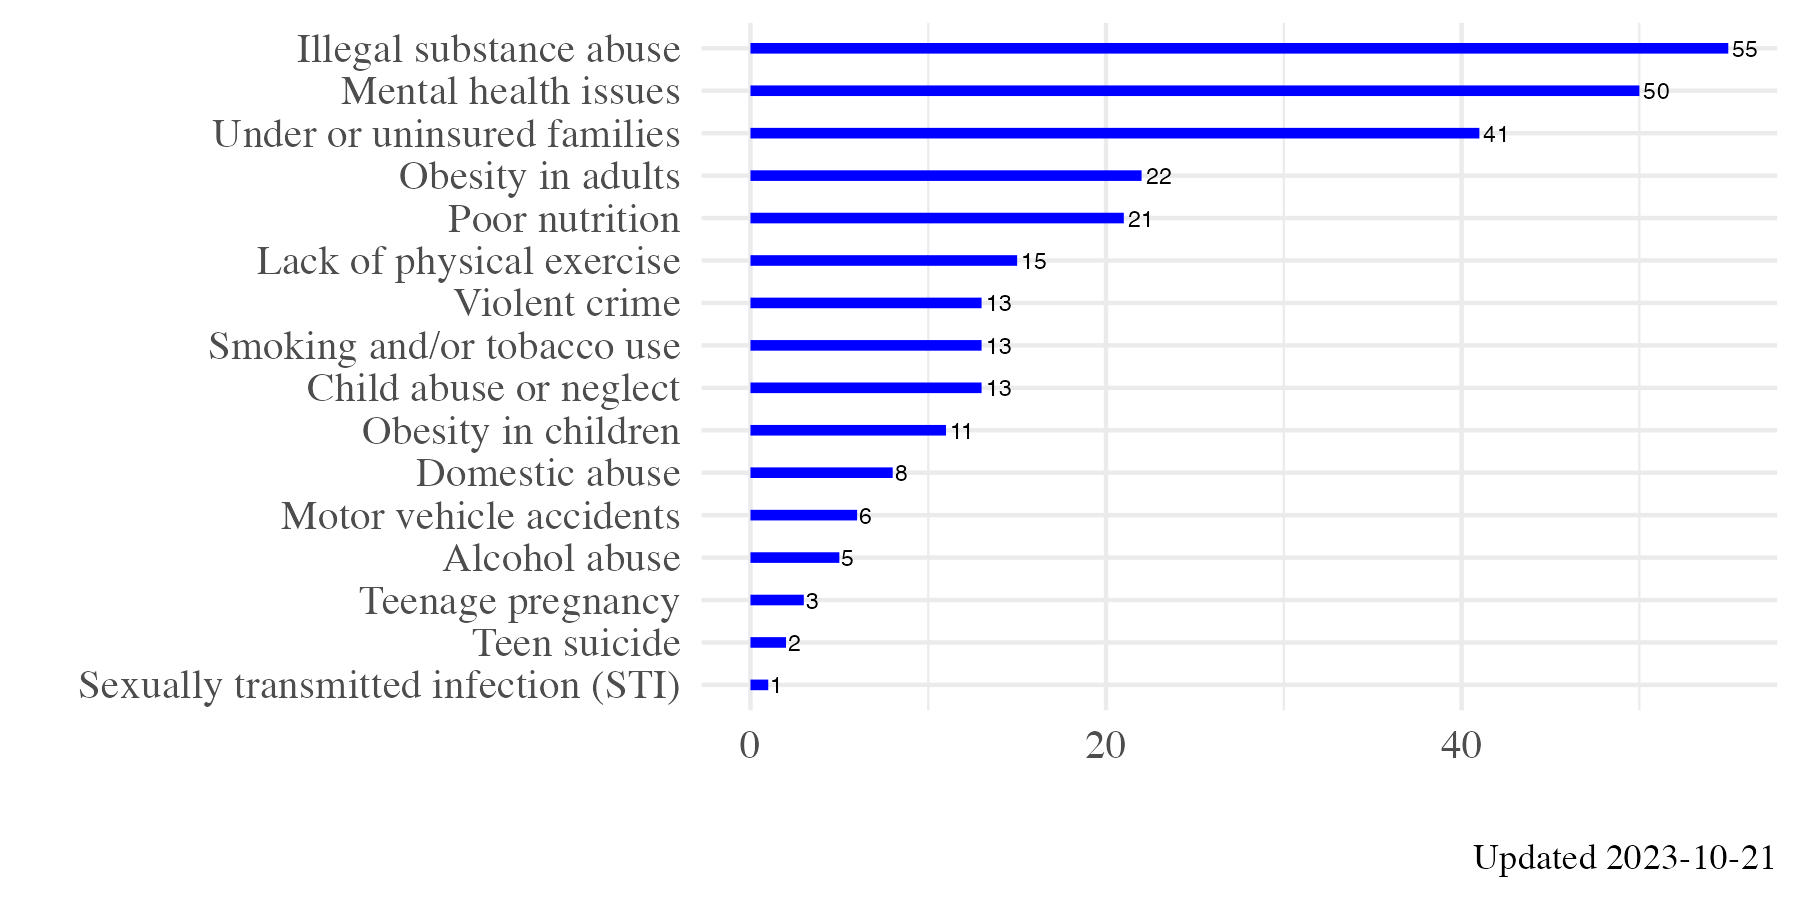 Illegal substance abuse 55
Mental health issues 50
Under or uninsured families 41
Obesity in adults 22
Poor nutrition 21
Lack of physical exercise 15
Violent crime 13
Smoking and/or tobacco use 13
Child abuse or neglect 13
Obesity in children 11
Domestic abuse 8
Motor vehicle accidents 6
Alcohol abuse 5
Teenage pregnancy 3
Teen suicide 2
Sexually transmitted infection (STI) 1
0 20 40
Updated 2023-10-21